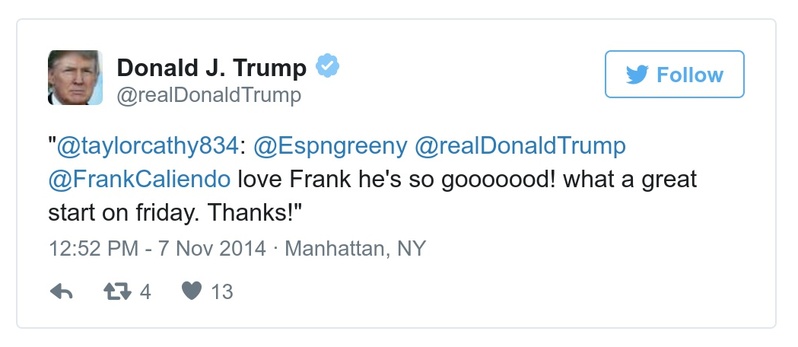 Donald J. Trump
@realDonaldTrump
Follow
"@taylorcathy834: @Espngreeny @realDonaldTrump
@FrankCaliendo love Frank he's so litgooooood! what a great
start on friday. Thanks!"
12:52 PM - 7 Nov 2014 · Manhattan, NY
4 13